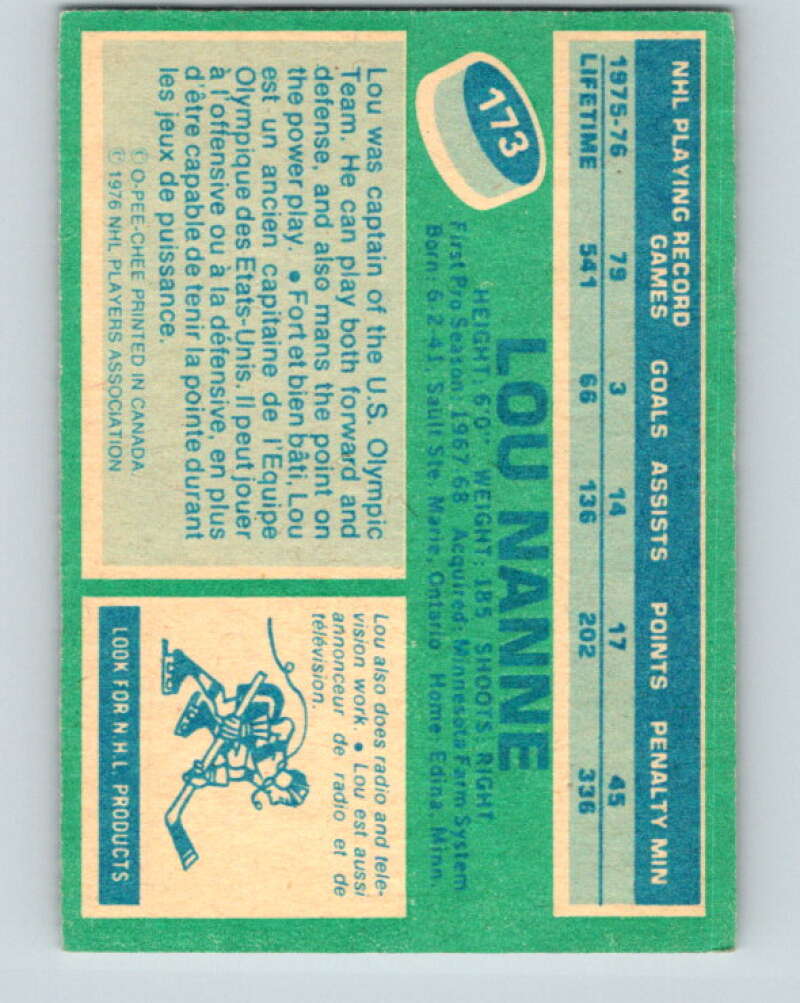 NHL PLAYING RECORD
GAMES GOALS ASSISTS POINTS PENALTY MIN
1975-76 79 3 14 17 45
LIFETIME 541 66 136 202 336
173
LOU NANNE
HEIGHT: 6'0" WEIGHT: 185 SHOOTS: RIGHT
First Pro Season: 1967-68 Acquired: Minnesota Farm System
Born: 6-2-41, Sault Ste. Marie, Ontario Home: Edina, Minn.
Lou was captain of the U.S. Olympic
Team. He can play both forward and
defense, and also mans the point on
the power play. • Fort et bien bâti, Lou
est un ancien capitaine de l'Equipe
Olympique des Etats-Unis. Il peut jouer
à l'offensive ou à la défensive, en plus
d'être capable de tenir la pointe durant
les jeux de puissance.
© O-PEE-CHEE PRINTED IN CANADA.
© 1976 NHL PLAYERS ASSOCIATION
Lou also does radio and tele-
vision work. • Lou est aussi
annonceur de radio et de
télévision.
LOOK FOR N.H.L. PRODUCTS